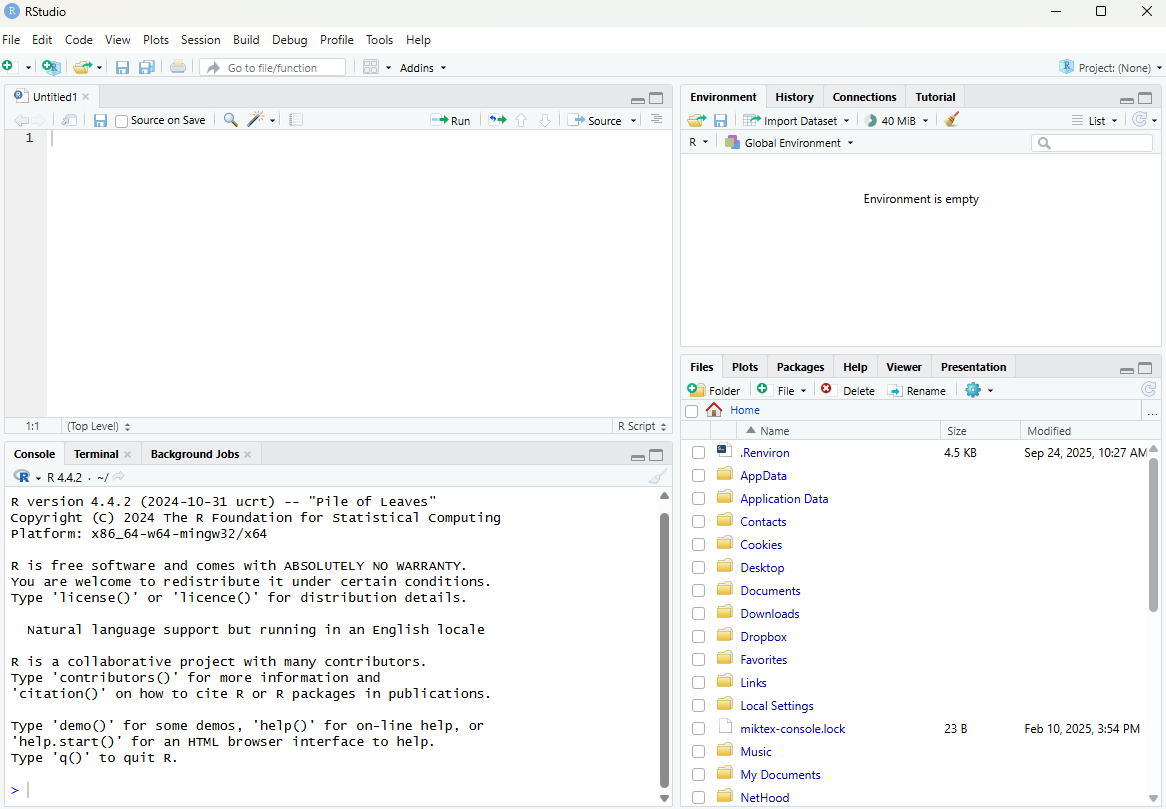 RStudio
File Edit Code View Plots Session Build Debug Profile Tools Help
Go to file/function Addins Project: (None)
Untitled1
Source on Save Run Source
1
1:1 (Top Level) R Script
Console Terminal Background Jobs
R 4.4.2 · ~/
R version 4.4.2 (2024-10-31 ucrt) -- "Pile of Leaves"
Copyright (C) 2024 The R Foundation for Statistical Computing
Platform: x86_64-w64-mingw32/x64
R is free software and comes with ABSOLUTELY NO WARRANTY.
You are welcome to redistribute it under certain conditions.
Type 'license()' or 'licence()' for distribution details.
Natural language support but running in an English locale
R is a collaborative project with many contributors.
Type 'contributors()' for more information and
'citation()' on how to cite R or R packages in publications.
Type 'demo()' for some demos, 'help()' for on-line help, or
'help.start()' for an HTML browser interface to help.
Type 'q()' to quit R.
>
Environment History Connections Tutorial
Import Dataset 40 MiB List
R Global Environment
Environment is empty
Files Plots Packages Help Viewer Presentation
Folder File Delete Rename
Home ...
Name Size Modified
.Renviron 4.5 KB Sep 24, 2025, 10:27 AM
AppData
Application Data
Contacts
Cookies
Desktop
Documents
Downloads
Dropbox
Favorites
Links
Local Settings
miktex-console.lock 23 B Feb 10, 2025, 3:54 PM
Music
My Documents
NetHood